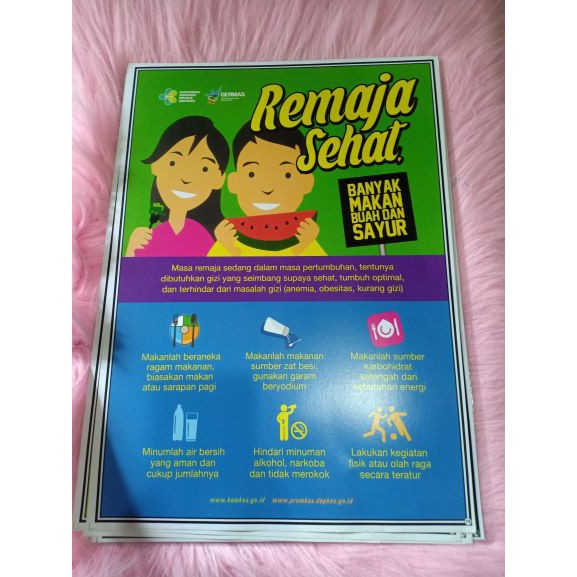 KEMENTERIAN
KESEHATAN
REPUBLIK
INDONESIA
GERMAS
Remaja
Sehat,
BANYAK
MAKAN
BUAH DAN
SAYUR
Masa remaja sedang dalam masa pertumbuhan, tentunya
dibutuhkan gizi yang seimbang supaya sehat, tumbuh optimal,
dan terhindar dari masalah gizi (anemia, obesitas, kurang gizi)
Makanlah beraneka
ragam makanan,
biasakan makan
atau sarapan pagi
Makanlah makanan
sumber zat besi,
gunakan garam
beryodium
Makanlah sumber
karbohidrat
setengah dari
kebutuhan energi
Minumlah air bersih
yang aman dan
cukup jumlahnya
Hindari minuman
alkohol, narkoba
dan tidak merokok
Lakukan kegiatan
fisik atau olah raga
secara teratur
www.kemkes.go.id www.promkes.depkes.go.id